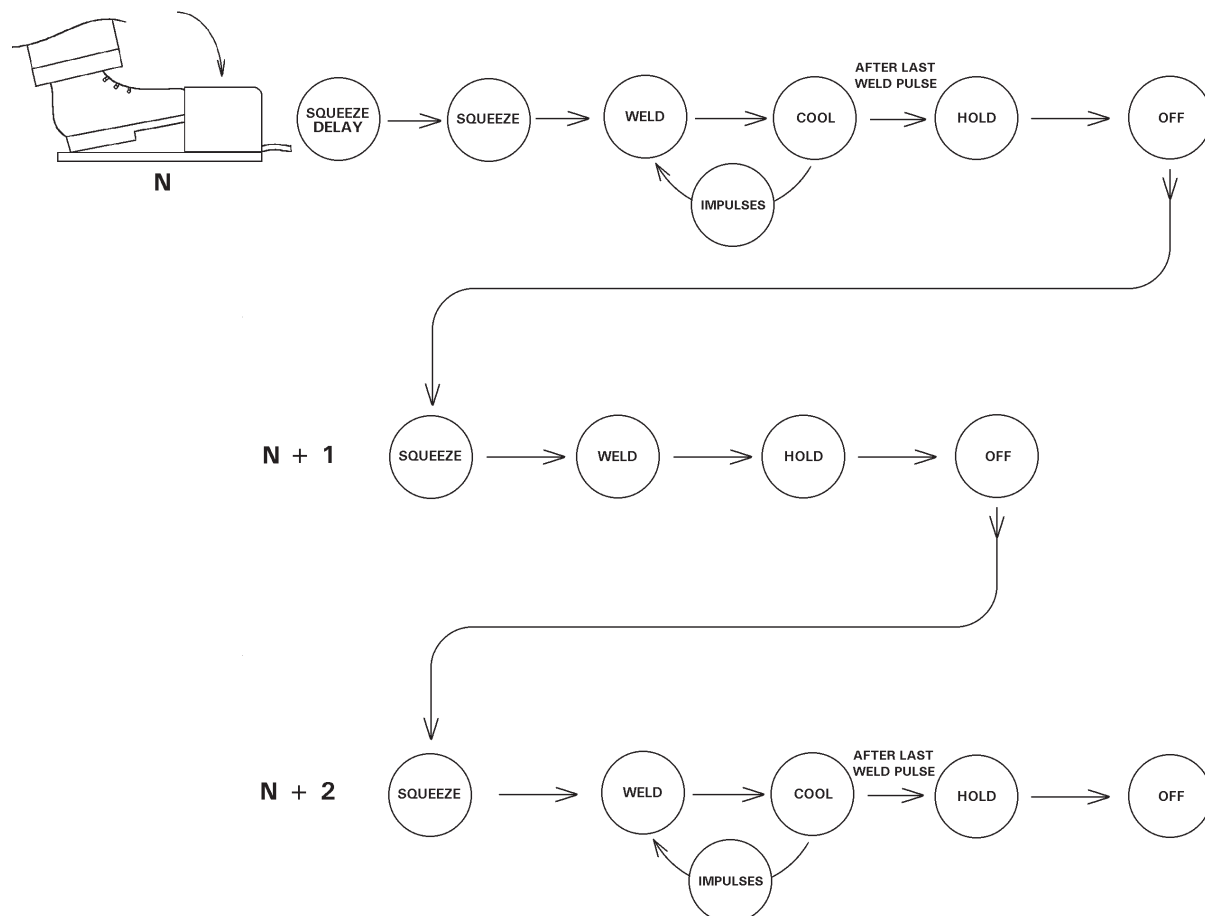 SQUEEZE
DELAY
SQUEEZE
WELD
COOL
AFTER LAST
WELD PULSE
HOLD
OFF
IMPULSES
N
N + 1
SQUEEZE
WELD
HOLD
OFF
N + 2
SQUEEZE
WELD
COOL
AFTER LAST
WELD PULSE
HOLD
OFF
IMPULSES